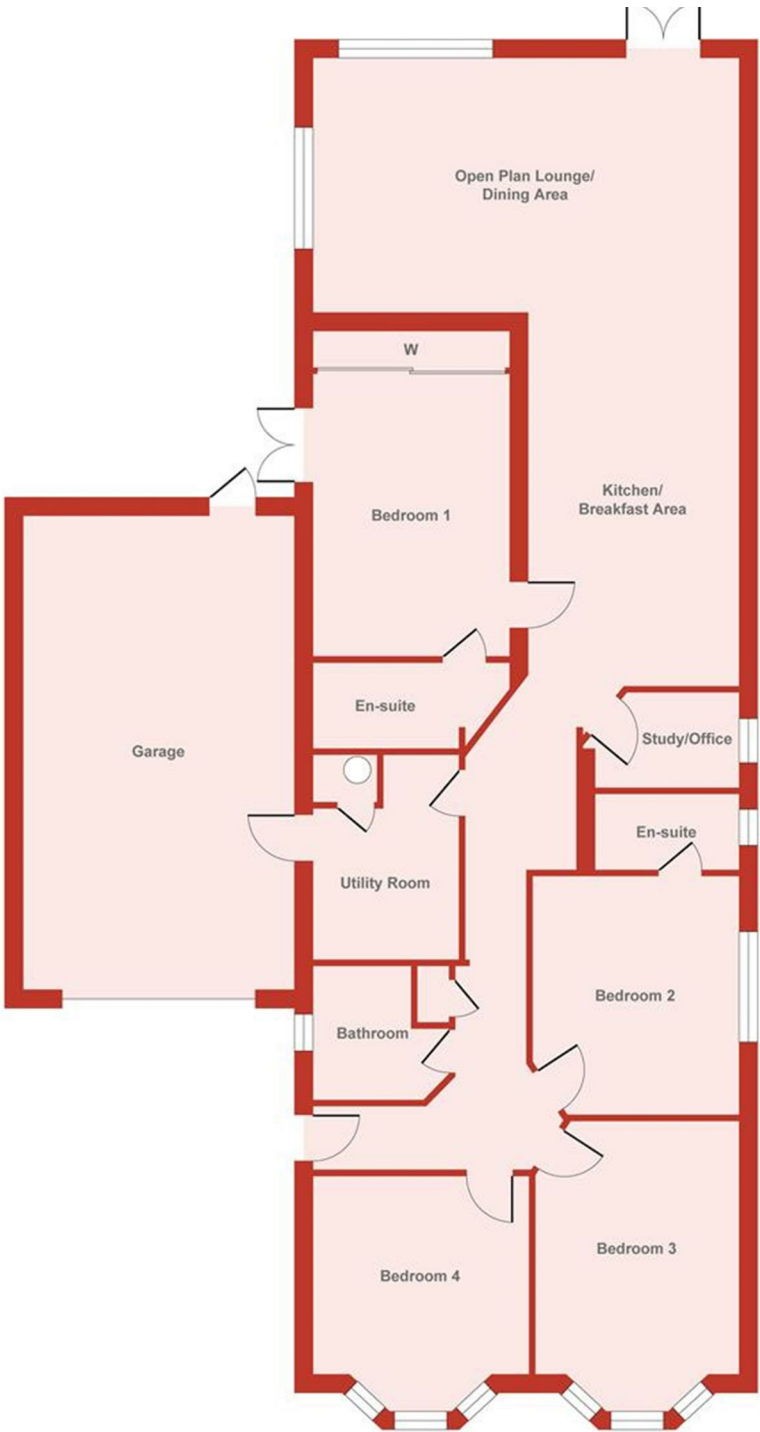 Open Plan Lounge/
Dining Area
W
Kitchen/
Breakfast Area
Bedroom 1
En-suite
Study/Office
Garage
En-suite
Utility Room
Bedroom 2
Bathroom
Bedroom 3
Bedroom 4